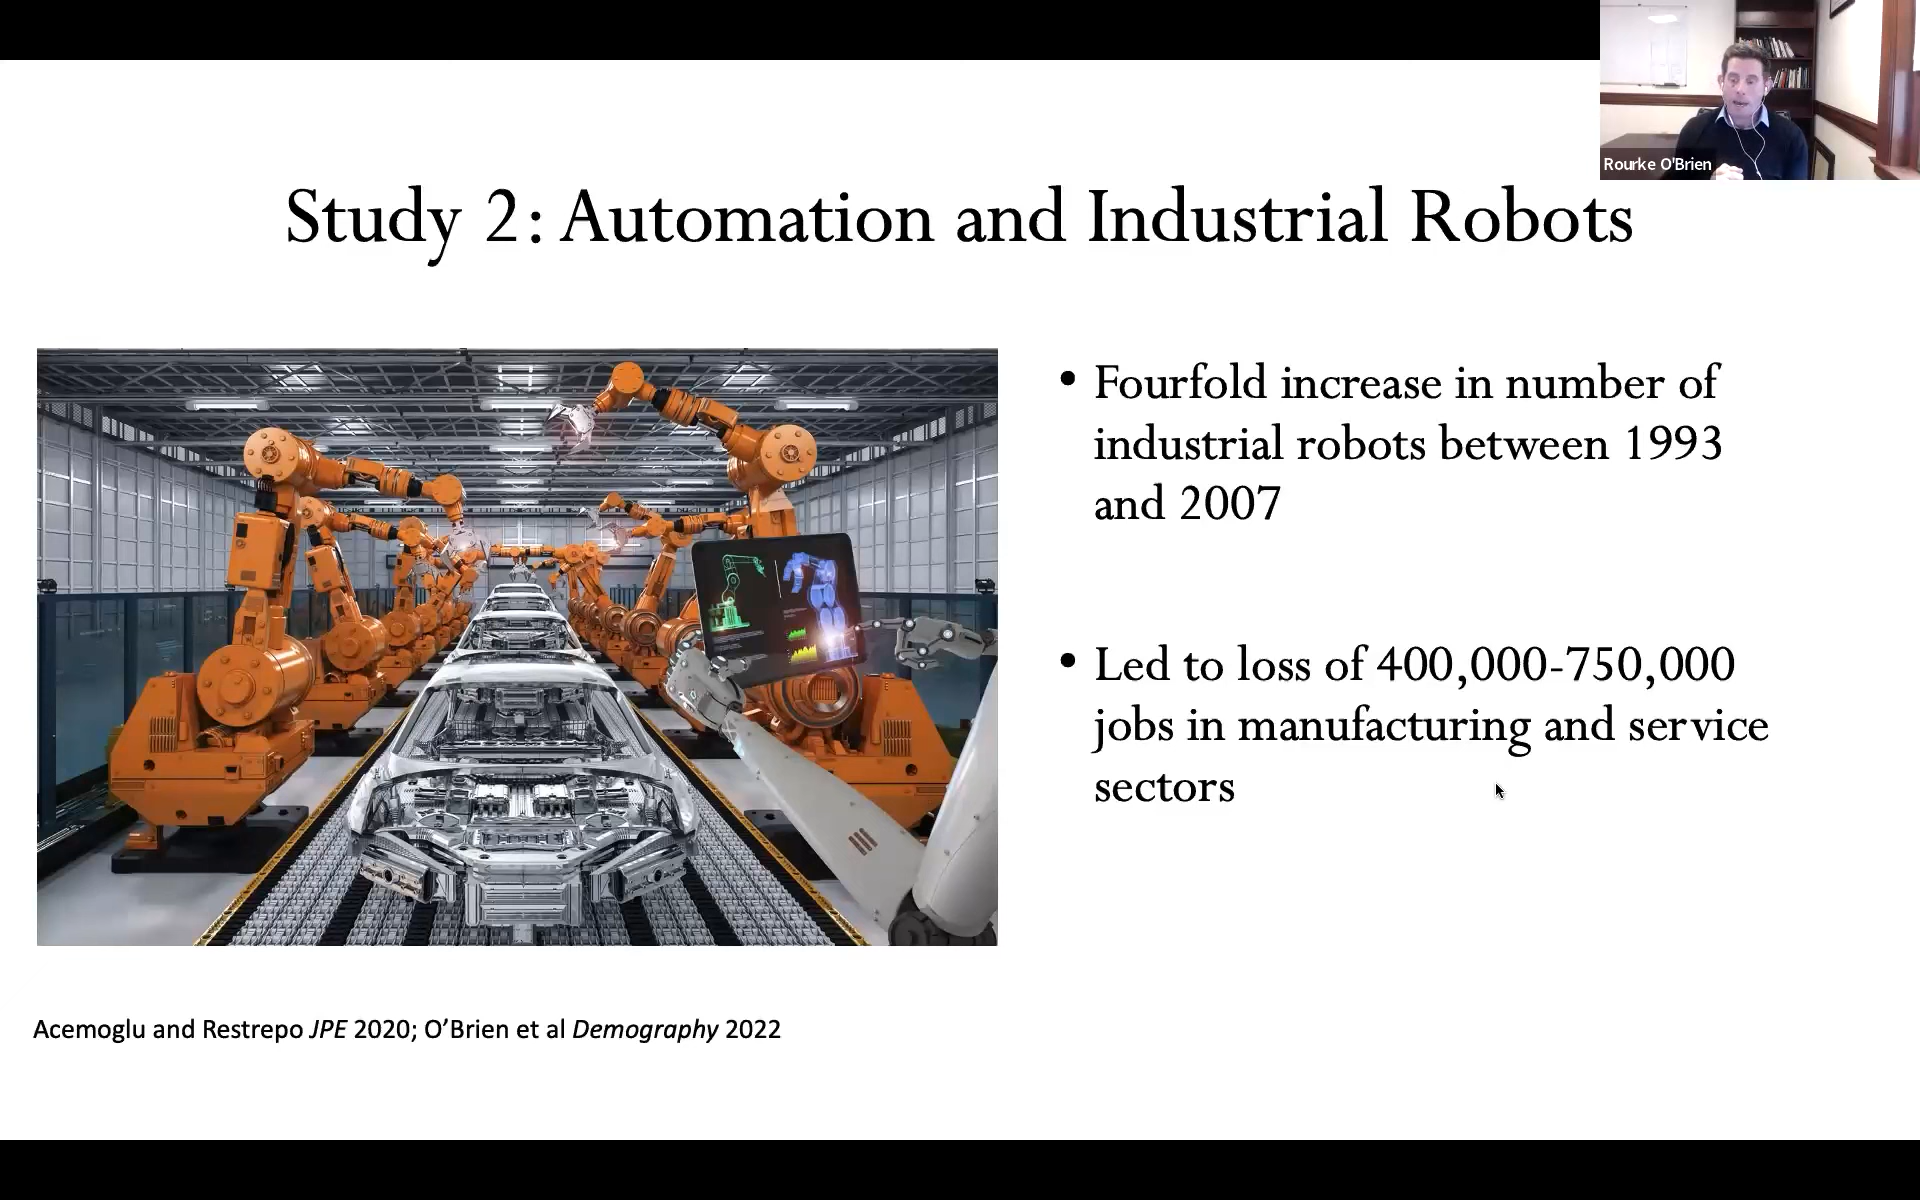 Rourke O'Brien
Study 2: Automation and Industrial Robots
• Fourfold increase in number of
industrial robots between 1993
and 2007
• Led to loss of 400,000-750,000
jobs in manufacturing and service
sectors
Acemoglu and Restrepo JPE 2020; O’Brien et al Demography 2022